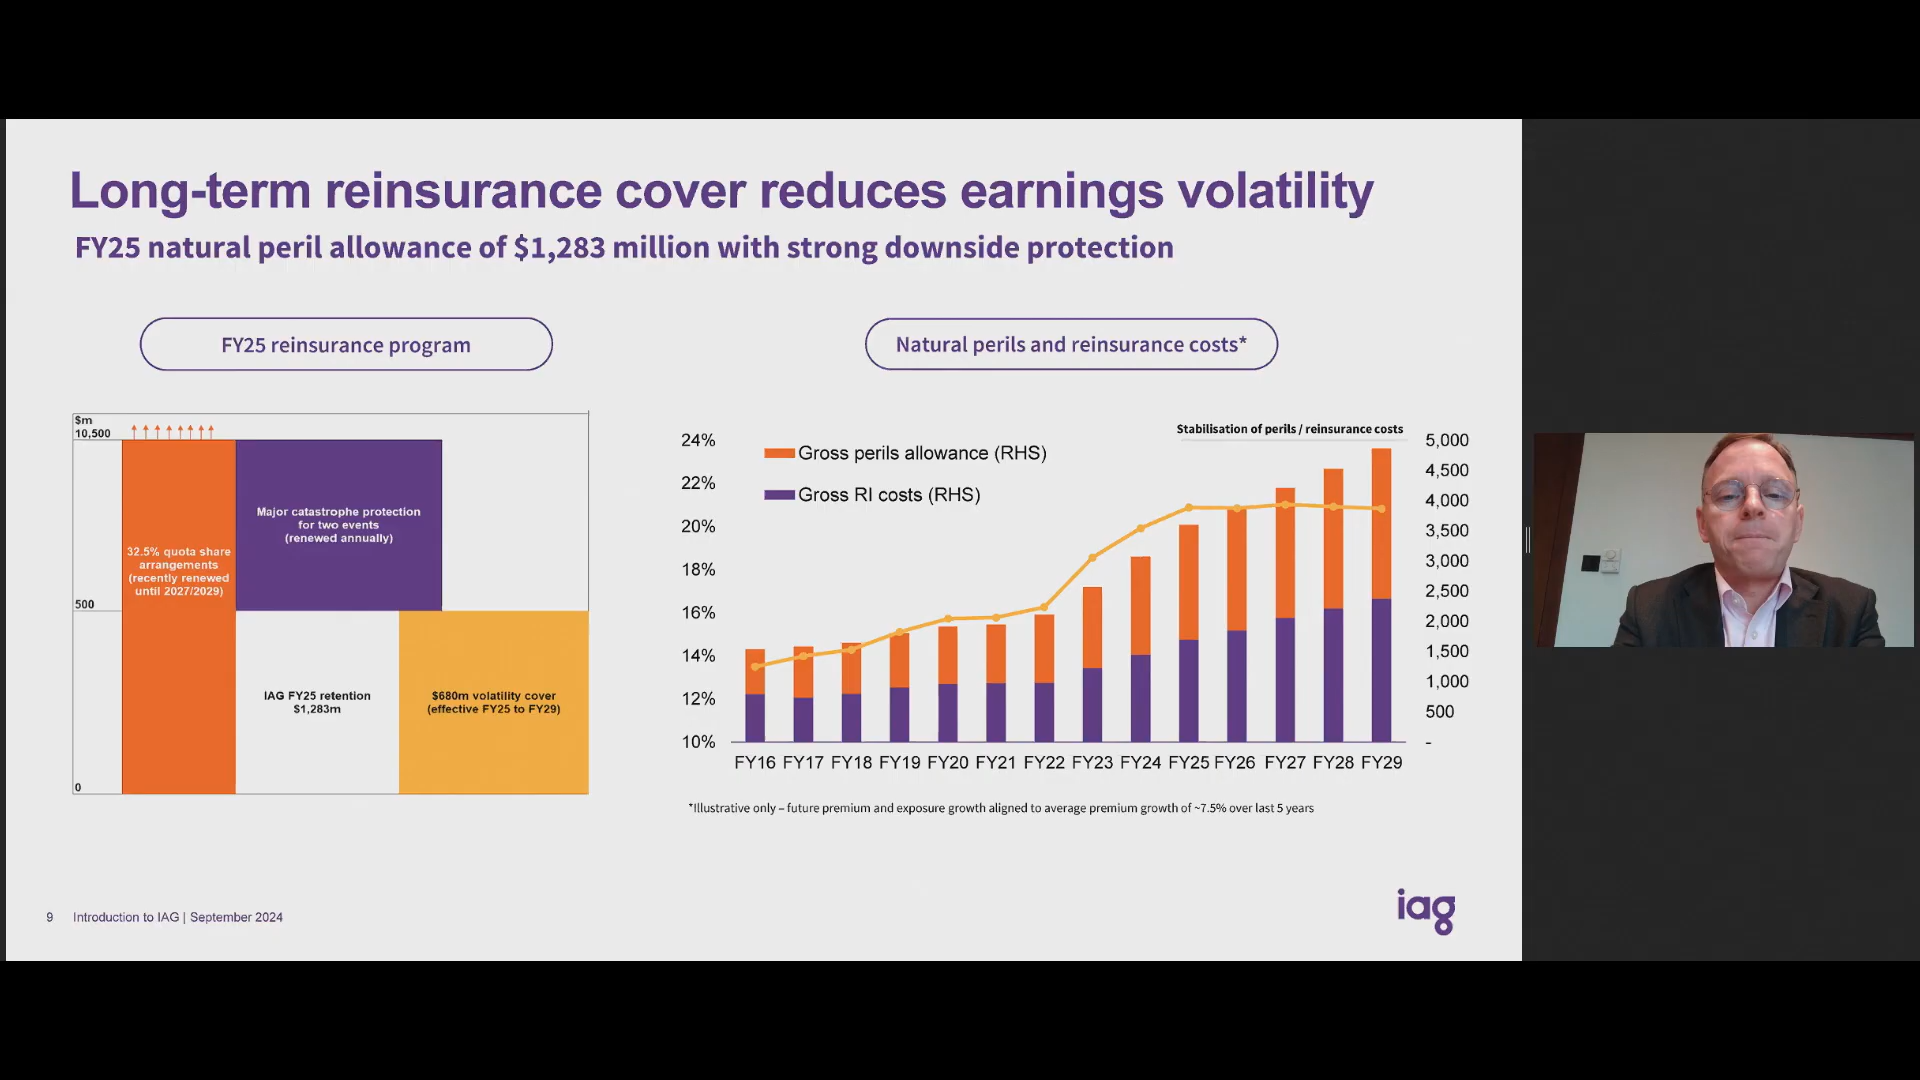 Long-term reinsurance cover reduces earnings volatility
FY25 natural peril allowance of $1,283 million with strong downside protection
FY25 reinsurance program
$m
10,500
500
0
32.5% quota share
arrangements
(recently renewed
until 2027/2029)
Major catastrophe protection
for two events
(renewed annually)
IAG FY25 retention
$1,283m
$680m volatility cover
(effective FY25 to FY29)
Natural perils and reinsurance costs*
Stabilisation of perils / reinsurance costs
Gross perils allowance (RHS)
Gross RI costs (RHS)
24%
22%
20%
18%
16%
14%
12%
10%
5,000
4,500
4,000
3,500
3,000
2,500
2,000
1,500
1,000
500
-
FY16 FY17 FY18 FY19 FY20 FY21 FY22 FY23 FY24 FY25 FY26 FY27 FY28 FY29
*Illustrative only – future premium and exposure growth aligned to average premium growth of ~7.5% over last 5 years
9 Introduction to IAG | September 2024
iag